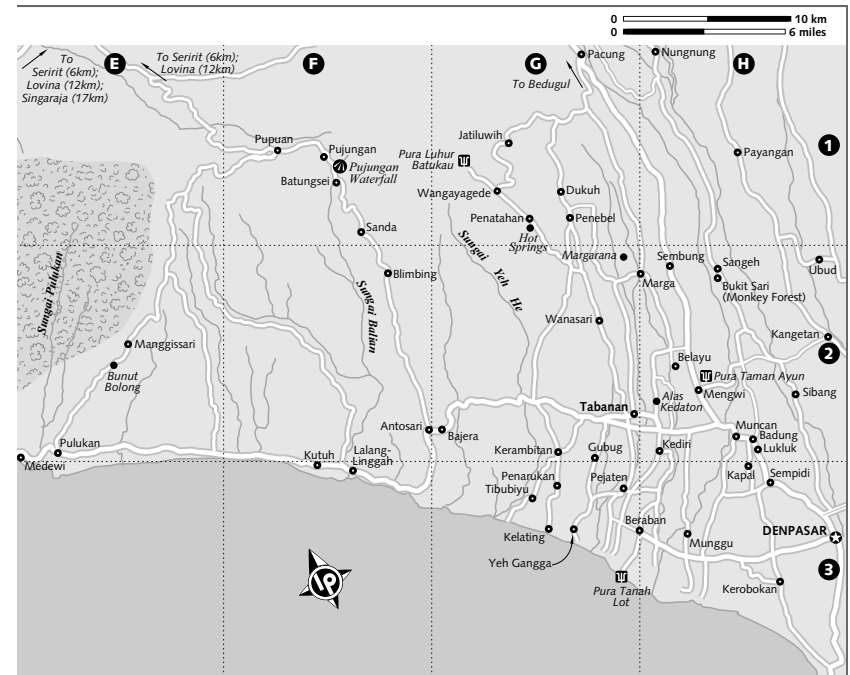 0 10 km
0 6 miles
To
Seririt (6km);
Lovina (12km);
Singaraja (17km)
E
To Seririt (6km);
Lovina (12km)
F
G
To Bedugul
Pacung
Nungnung
H
1
Pupuan
Pujungan
Pujungan
Waterfall
Batungsei
Pura Luhur
Batukau
Jatiluwih
Wangayagede
Dukuh
Payangan
Penatahan
Penebel
Hot
Springs
Sanda
Sungai Yeh He
Margarana
Sembung
Sangeh
Bukit Sari
(Monkey Forest)
Ubud
Marga
Blimbing
Sungai Pulukan
Sungai Balian
Wanasari
Kangetan
2
Manggissari
Bunut
Bolong
Belayu
Pura Taman Ayun
Mengwi
Sibang
Alas
Kedaton
Tabanan
Antosari
Bajera
Muncan
Badung
Lukluk
Pulukan
Medewi
Kutuh
Lalang-
Linggah
Kerambitan
Gubug
Kediri
Kapal
Sempidi
Penarukan
Tibubiyu
Pejaten
Kelating
Beraban
Munggu
DENPASAR
Yeh Gangga
3
Pura Tanah
Lot
Kerobokan
LP